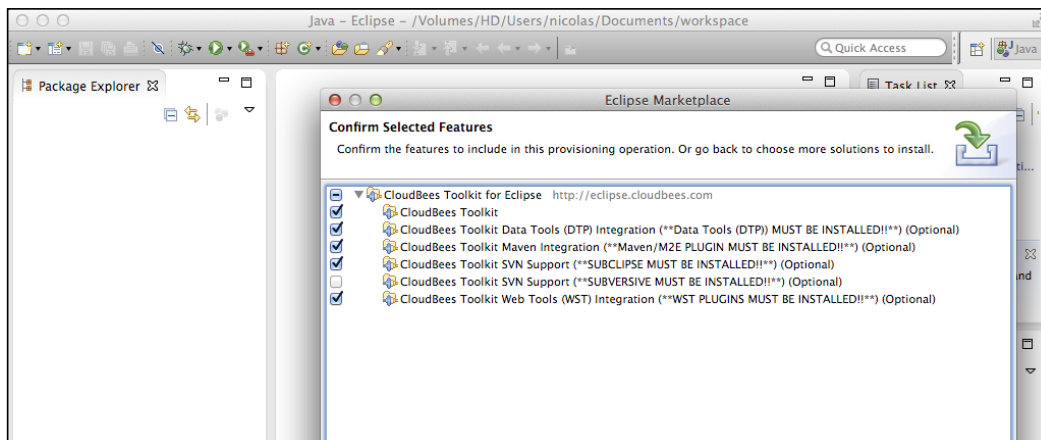 Java – Eclipse – /Volumes/HD/Users/nicolas/Documents/workspace
Quick Access
Java
Package Explorer
Task List
Eclipse Marketplace
Confirm Selected Features
Confirm the features to include in this provisioning operation. Or go back to choose more solutions to install.
CloudBees Toolkit for Eclipse http://eclipse.cloudbees.com
CloudBees Toolkit
CloudBees Toolkit Data Tools (DTP) Integration (**Data Tools (DTP)) MUST BE INSTALLED!!**) (Optional)
CloudBees Toolkit Maven Integration (**Maven/M2E PLUGIN MUST BE INSTALLED!!**) (Optional)
CloudBees Toolkit SVN Support (**SUBCLIPSE MUST BE INSTALLED!!**) (Optional)
CloudBees Toolkit SVN Support (**SUBVERSIVE MUST BE INSTALLED!!**) (Optional)
CloudBees Toolkit Web Tools (WST) Integration (**WST PLUGINS MUST BE INSTALLED!!**) (Optional)